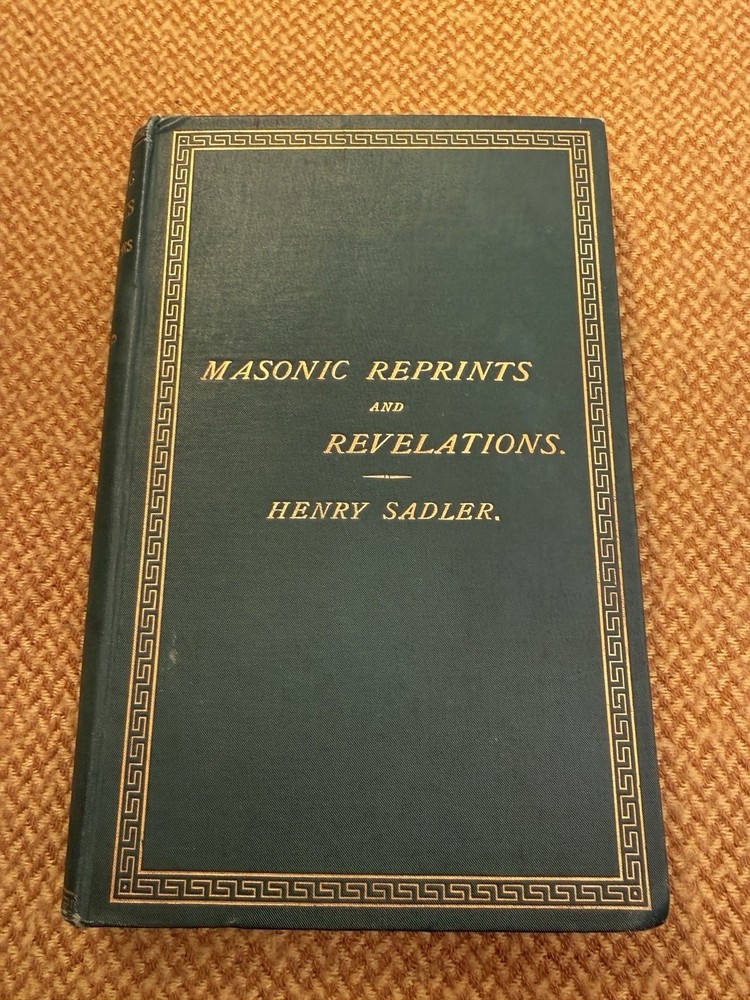 MASONIC REPRINTS
AND
REVELATIONS.
HENRY SADLER.